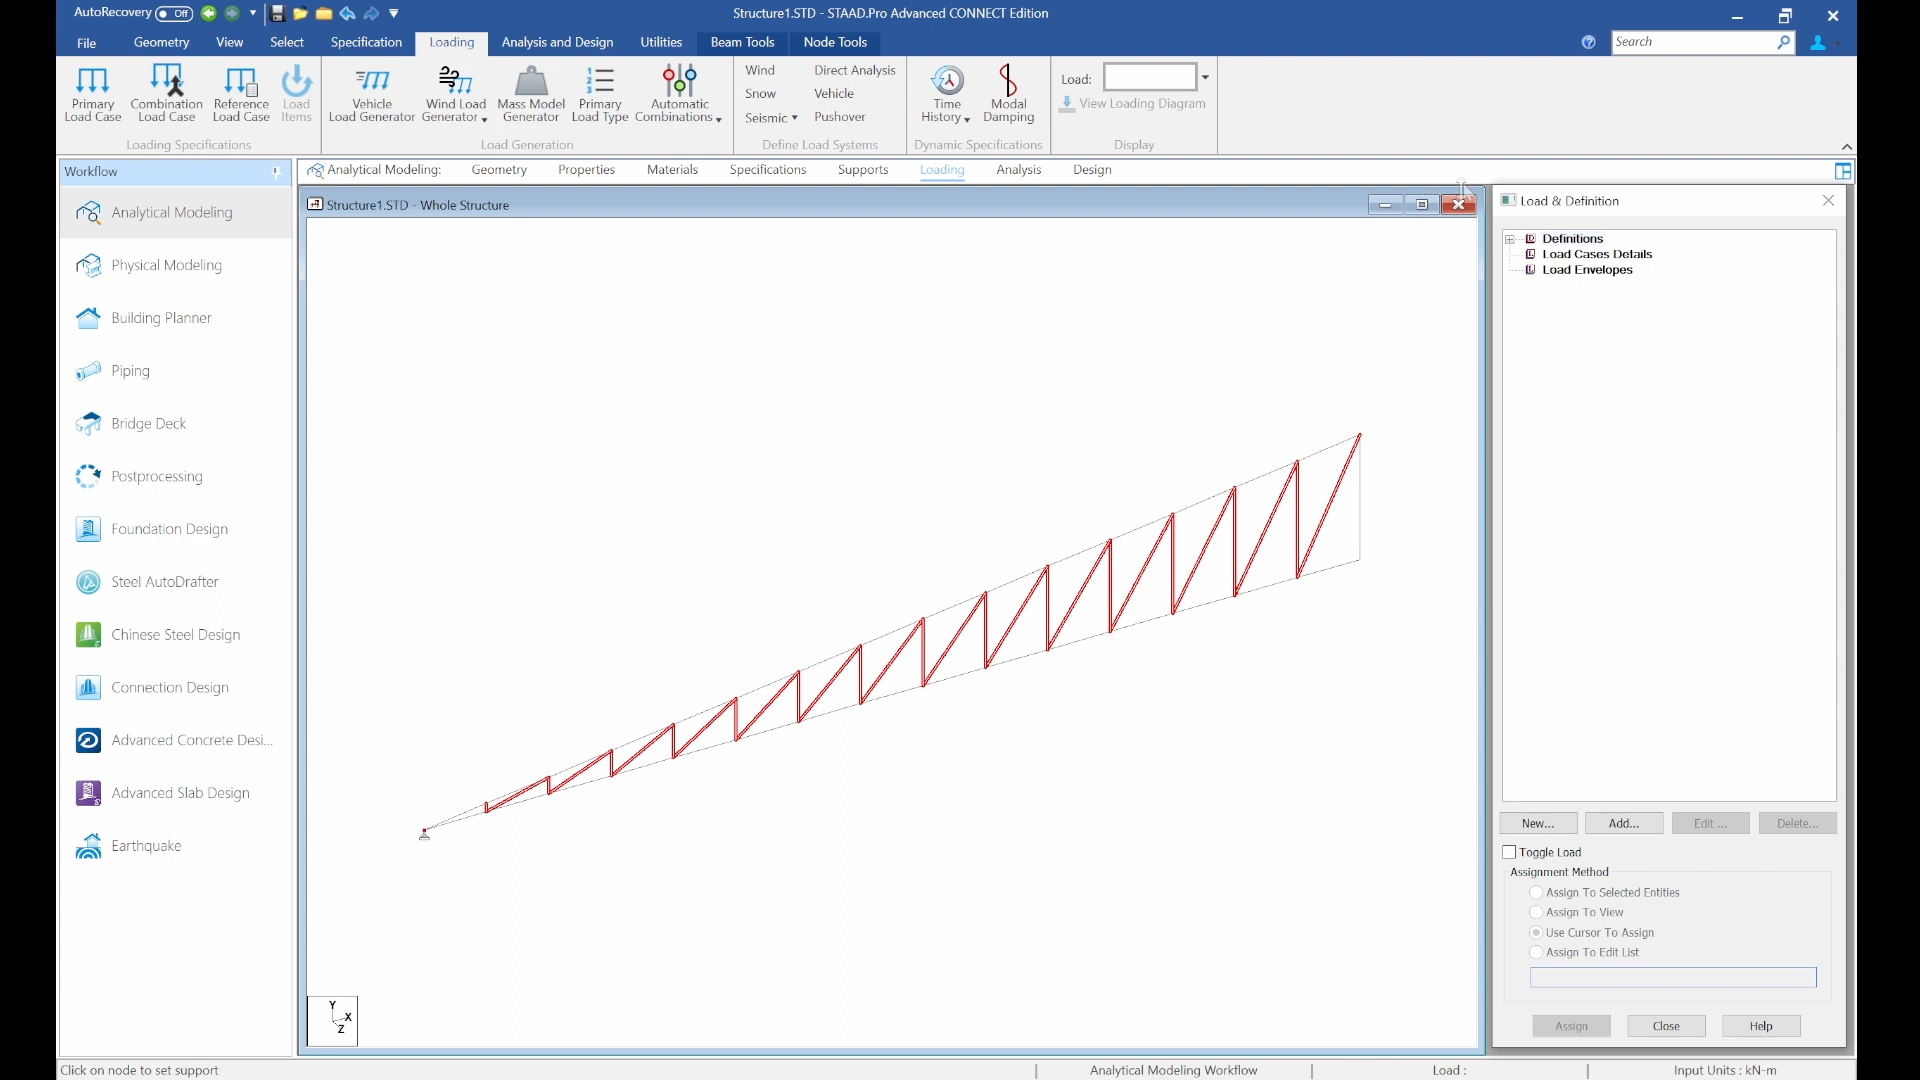 AutoRecovery Off
Structure1.STD - STAAD.Pro Advanced CONNECT Edition
File Geometry View Select Specification Loading Analysis and Design Utilities Beam Tools Node Tools
Search
Primary Load Case
Combination Load Case
Reference Load Case
Load Items
Loading Specifications
Vehicle Load Generator
Wind Load Generator
Mass Model Generator
Primary Load Type
Automatic Combinations
Load Generation
Wind Direct Analysis
Snow Vehicle
Seismic Pushover
Define Load Systems
Time History
Modal Damping
Dynamic Specifications
Load:
View Loading Diagram
Display
Workflow
Analytical Modeling: Geometry Properties Materials Specifications Supports Loading Analysis Design
Analytical Modeling
Physical Modeling
Building Planner
Piping
Bridge Deck
Postprocessing
Foundation Design
Steel AutoDrafter
Chinese Steel Design
Connection Design
Advanced Concrete Desi...
Advanced Slab Design
Earthquake
Structure1.STD - Whole Structure
Y
X
Z
Load & Definition
Definitions
Load Cases Details
Load Envelopes
New... Add... Edit ... Delete...
Toggle Load
Assignment Method
Assign To Selected Entities
Assign To View
Use Cursor To Assign
Assign To Edit List
Assign Close Help
Click on node to set support
Analytical Modeling Workflow
Load :
Input Units : kN-m